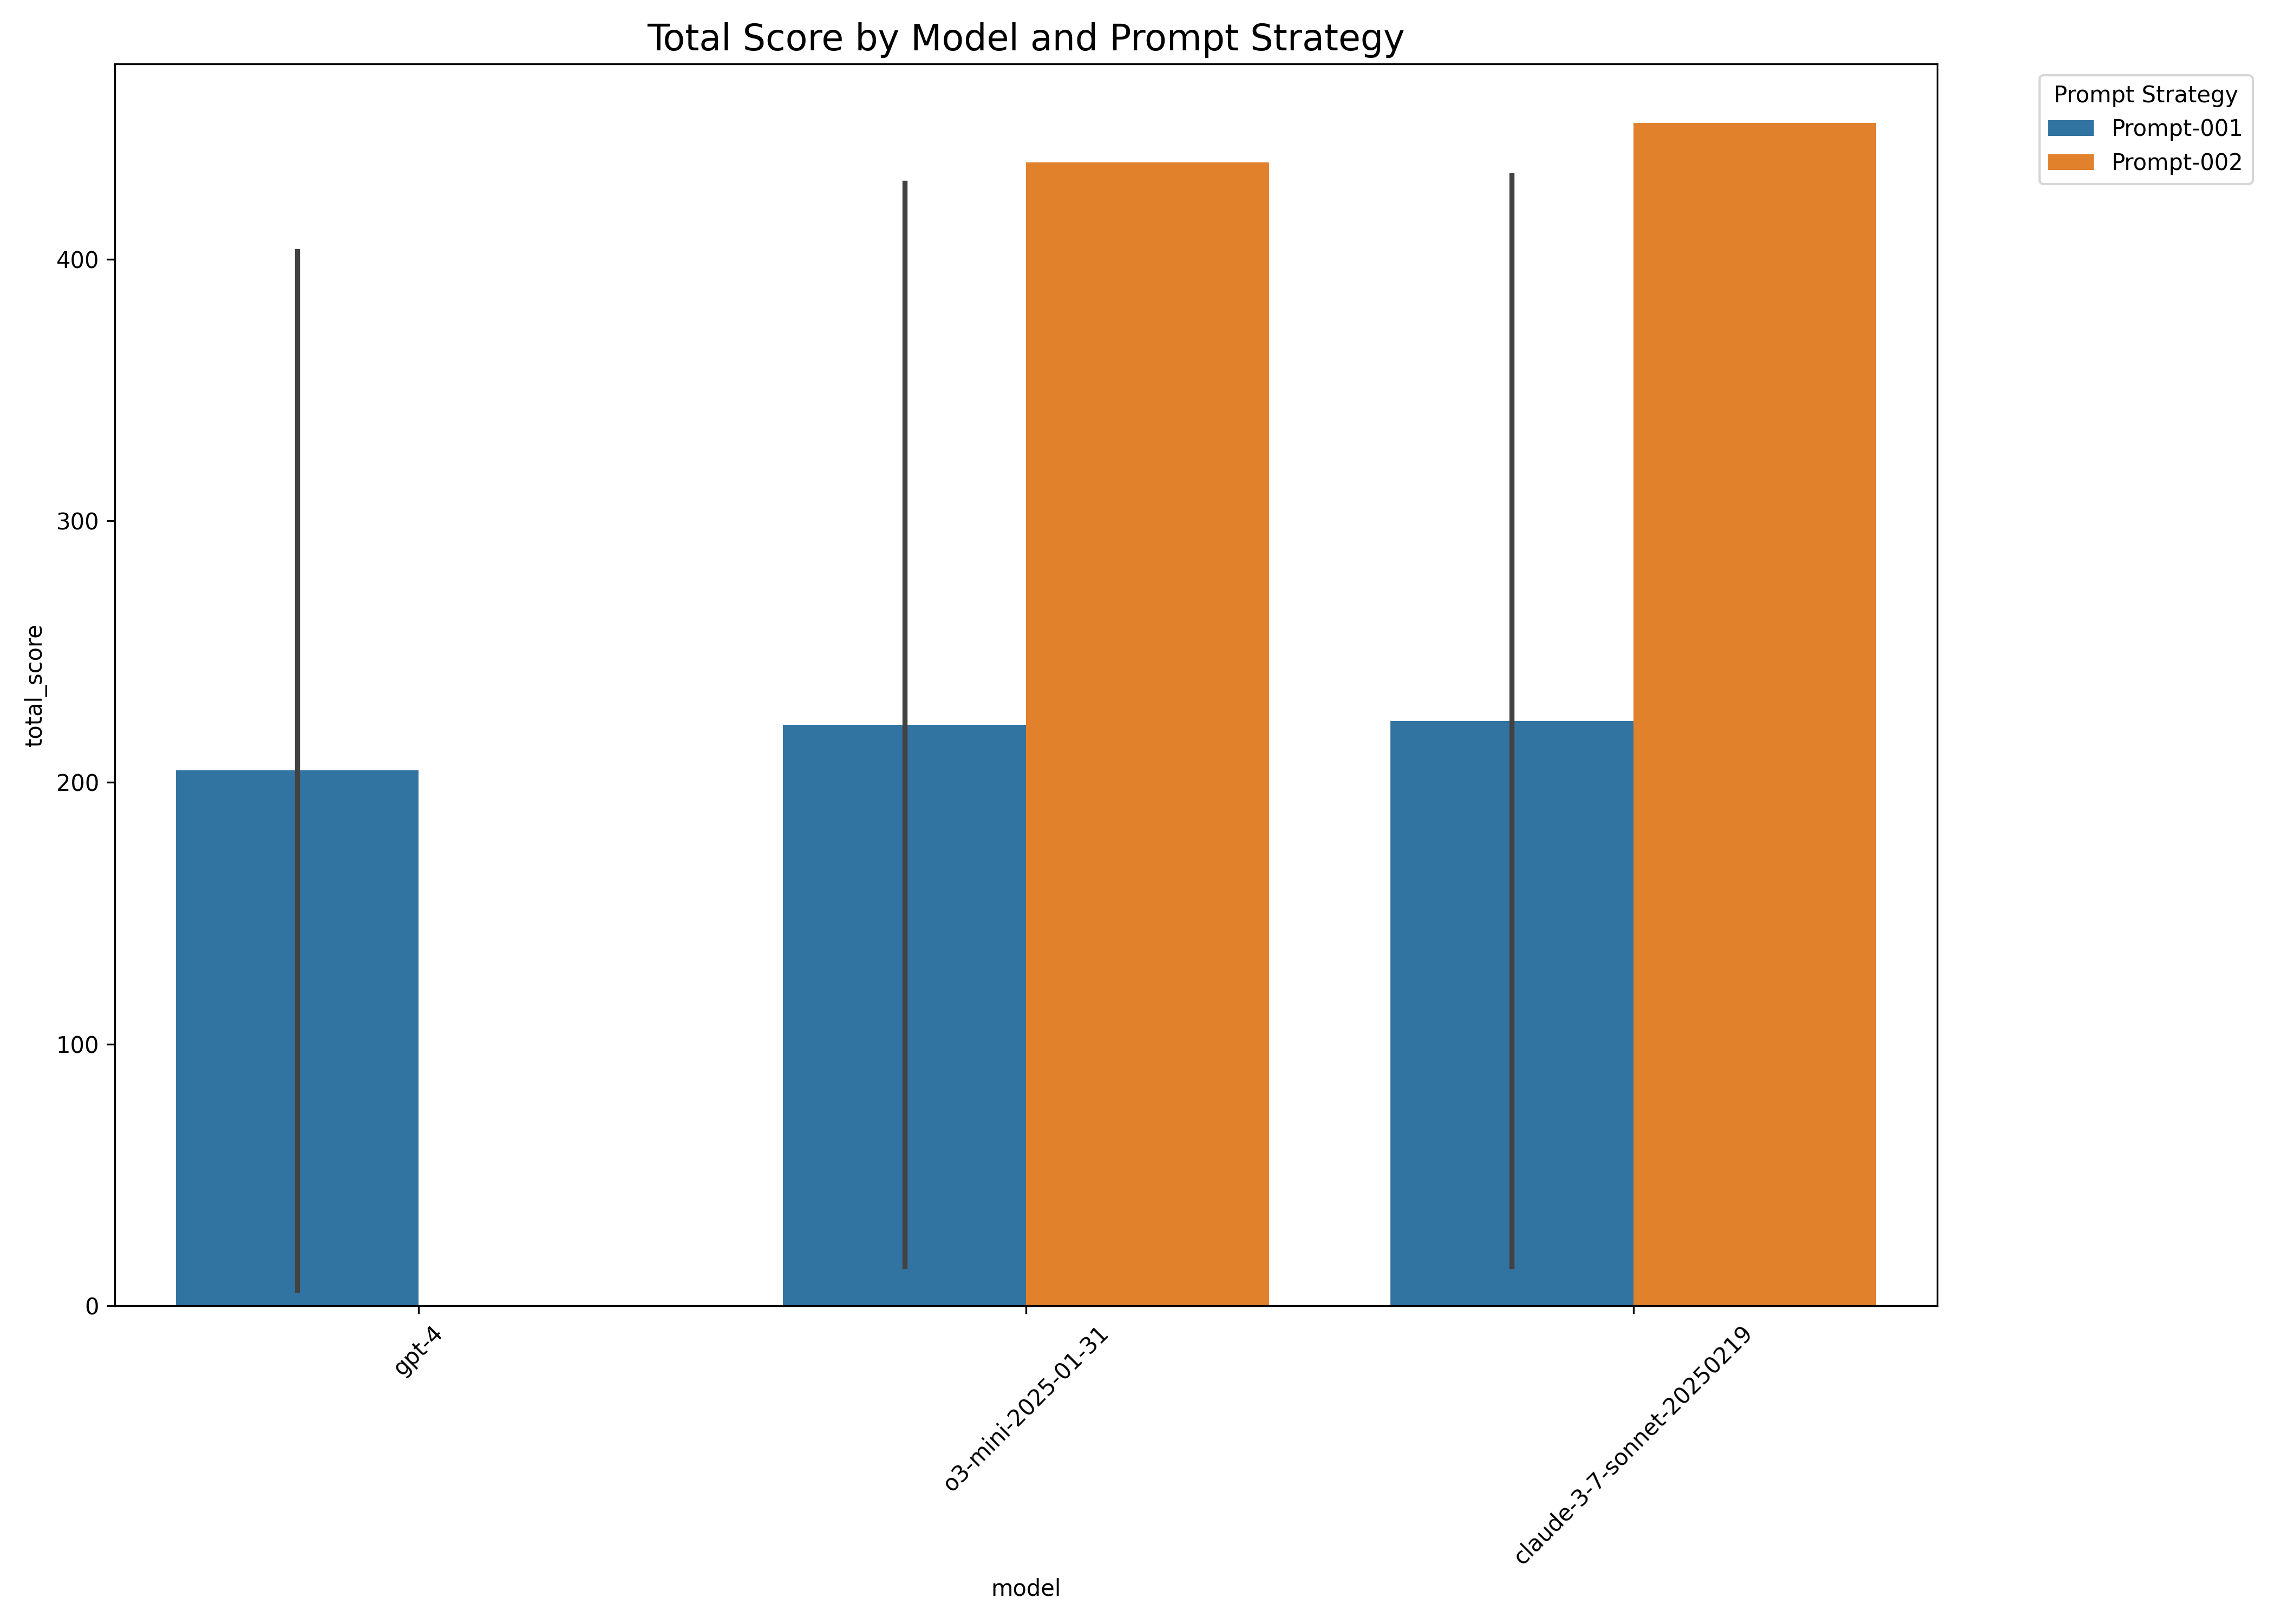 Total Score by Model and Prompt Strategy
Prompt Strategy
Prompt-001
Prompt-002
total_score
400
300
200
100
0
gpt-4
o3-mini-2025-01-31
claude-3-7-sonnet-20250219
model